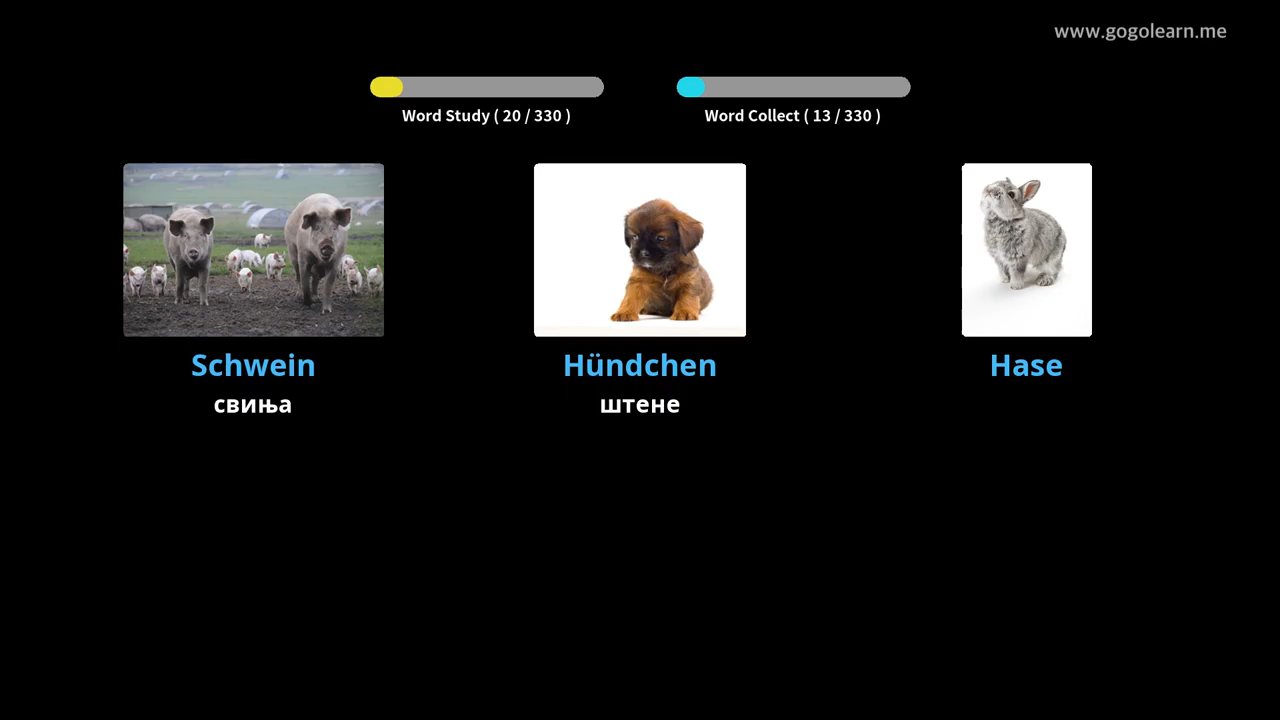 www.gogolearn.me
Word Study ( 20 / 330 )
Word Collect ( 13 / 330 )
Schwein
Hündchen
Hase
свиња
штене